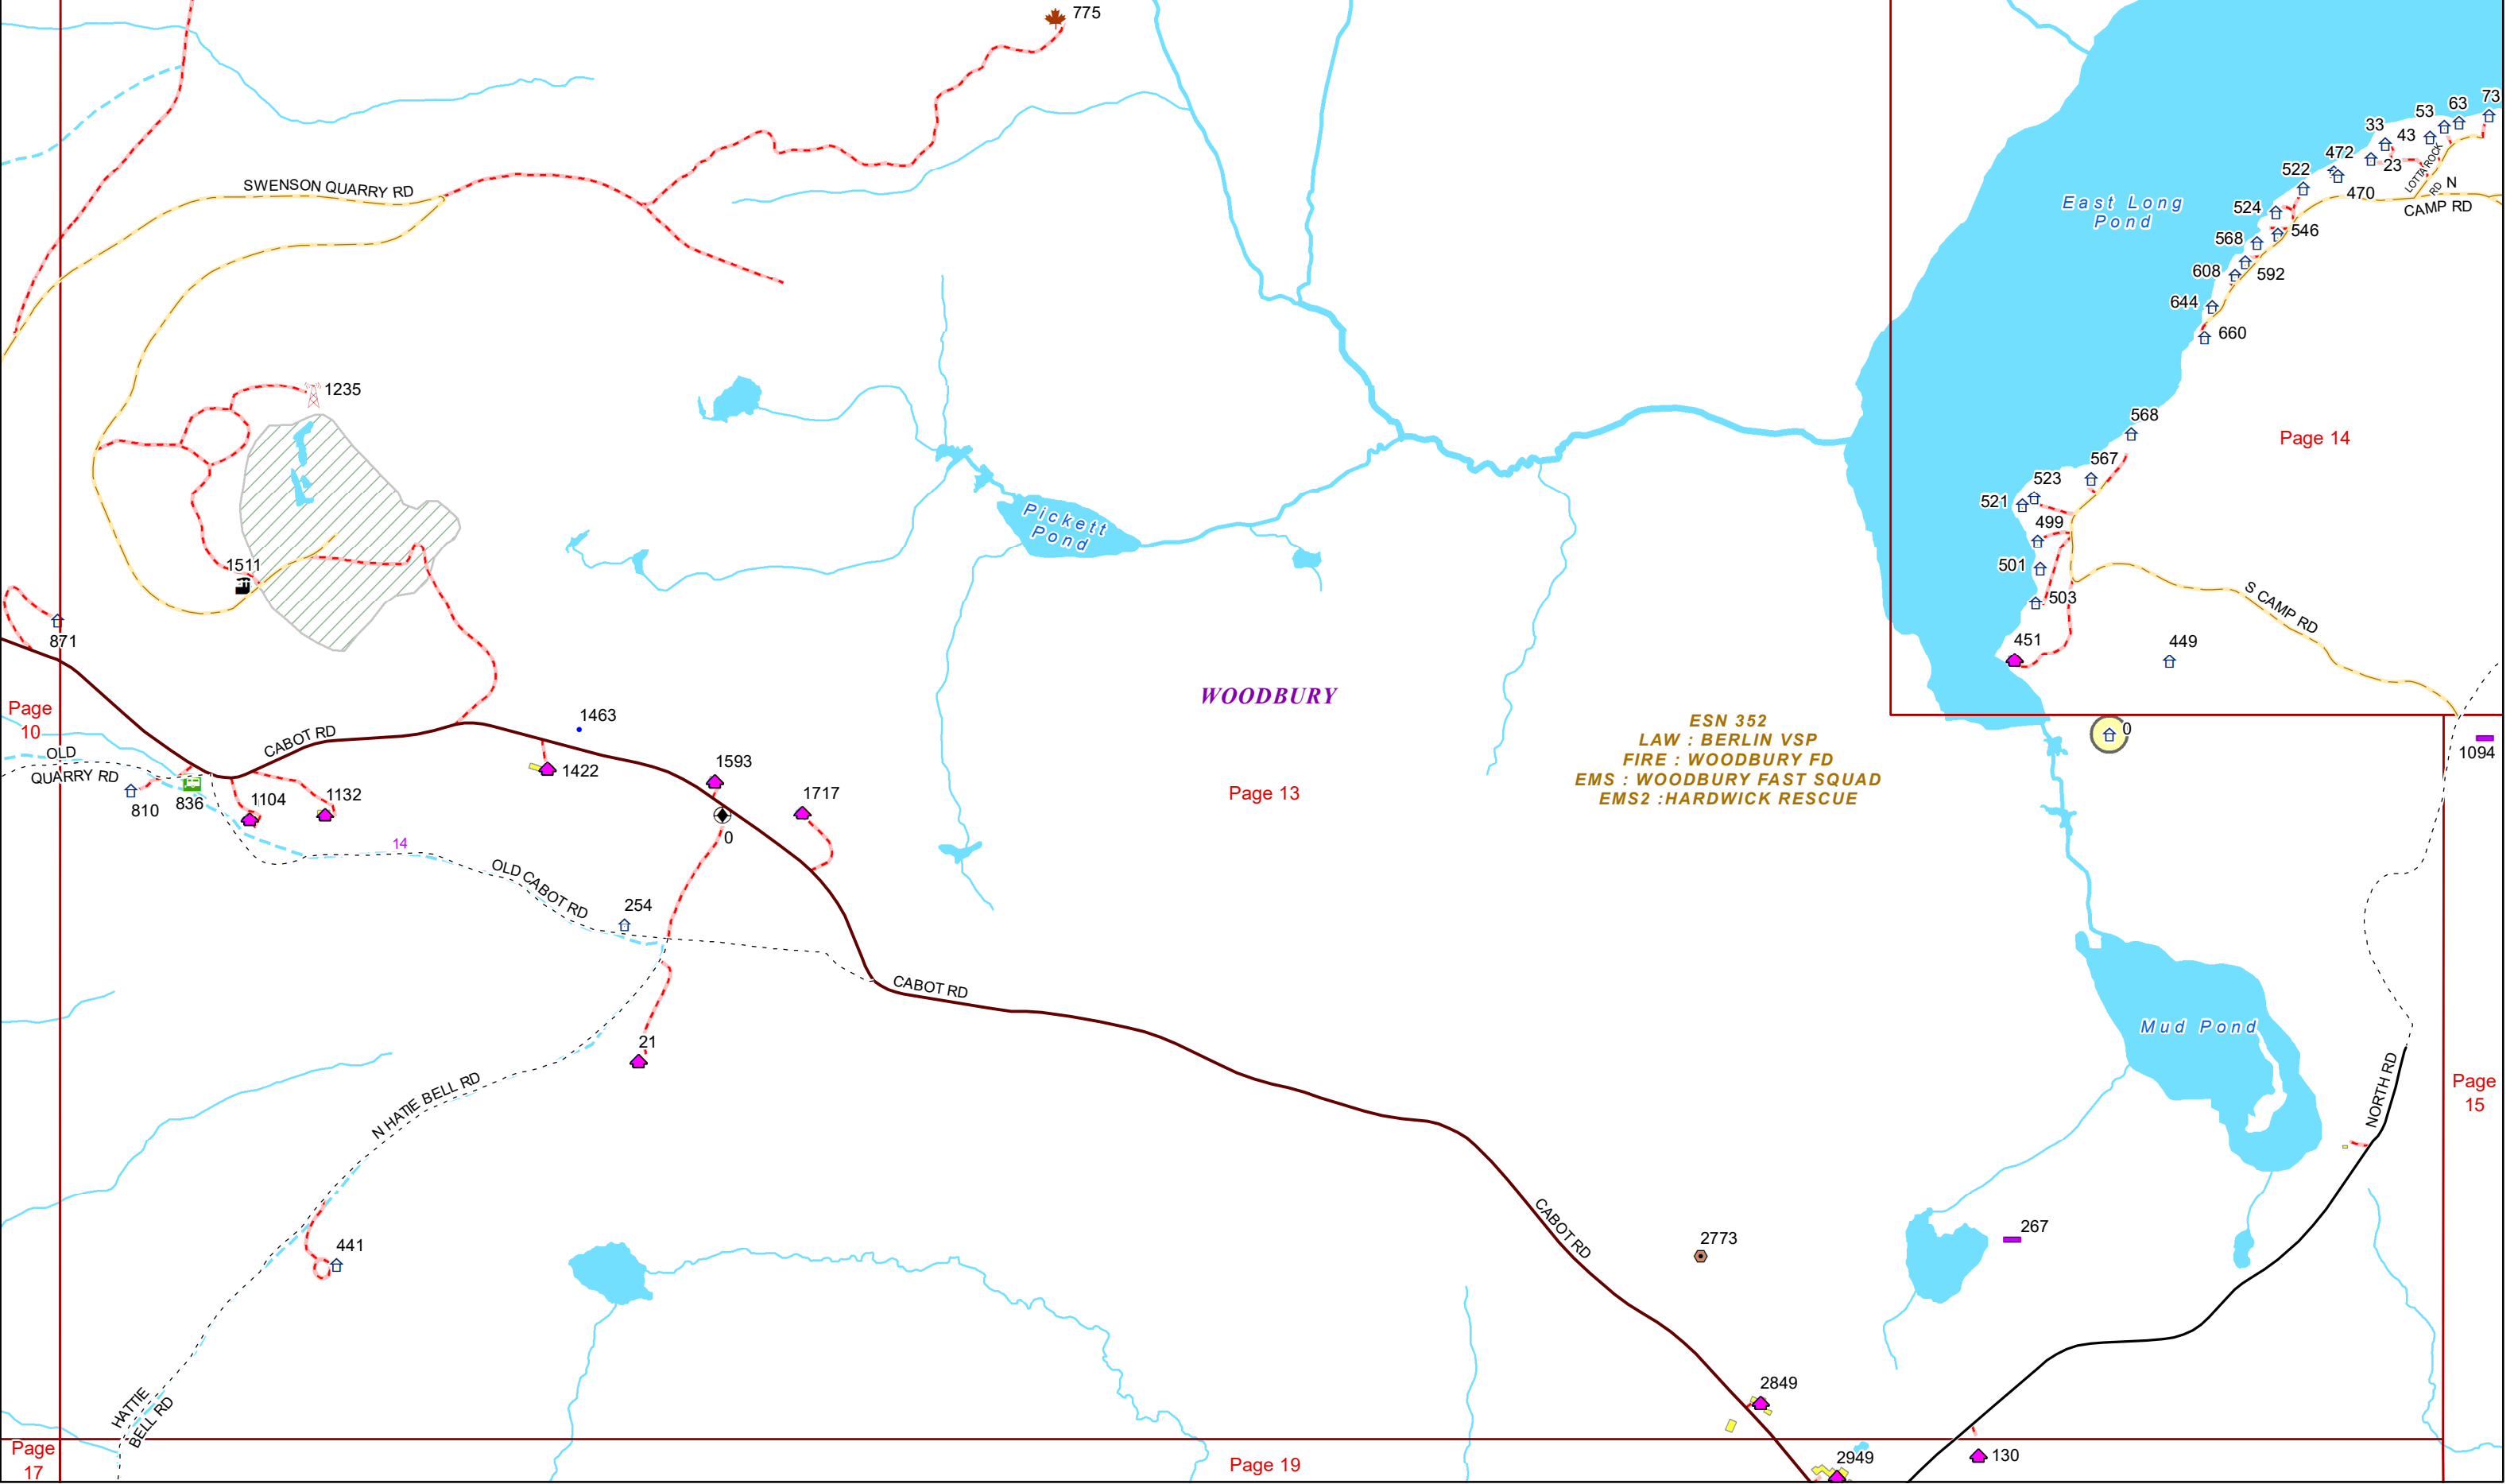 775
73
63
53
33
43
472
23
522
LOTTA ROCK
RD
N
CAMP RD
470
SWENSON QUARRY RD
East Long
Pond
524
546
568
608
592
644
660
1235
568
Page 14
567
523
521
499
Pickett
Pond
1511
501
503
S CAMP RD
871
451
449
WOODBURY
Page
10
1463
ESN 352
LAW : BERLIN VSP
FIRE : WOODBURY FD
EMS : WOODBURY FAST SQUAD
EMS2 :HARDWICK RESCUE
0
1094
CABOT RD
OLD
QUARRY RD
1422
1593
810
836
1104
1132
1717
Page 13
0
14
OLD CABOT RD
254
CABOT RD
21
Mud Pond
NORTH RD
Page
15
N HATIE BELL RD
441
CABOT RD
2773
267
HATTIE
BELL RD
2849
Page
17
Page 19
2949
130